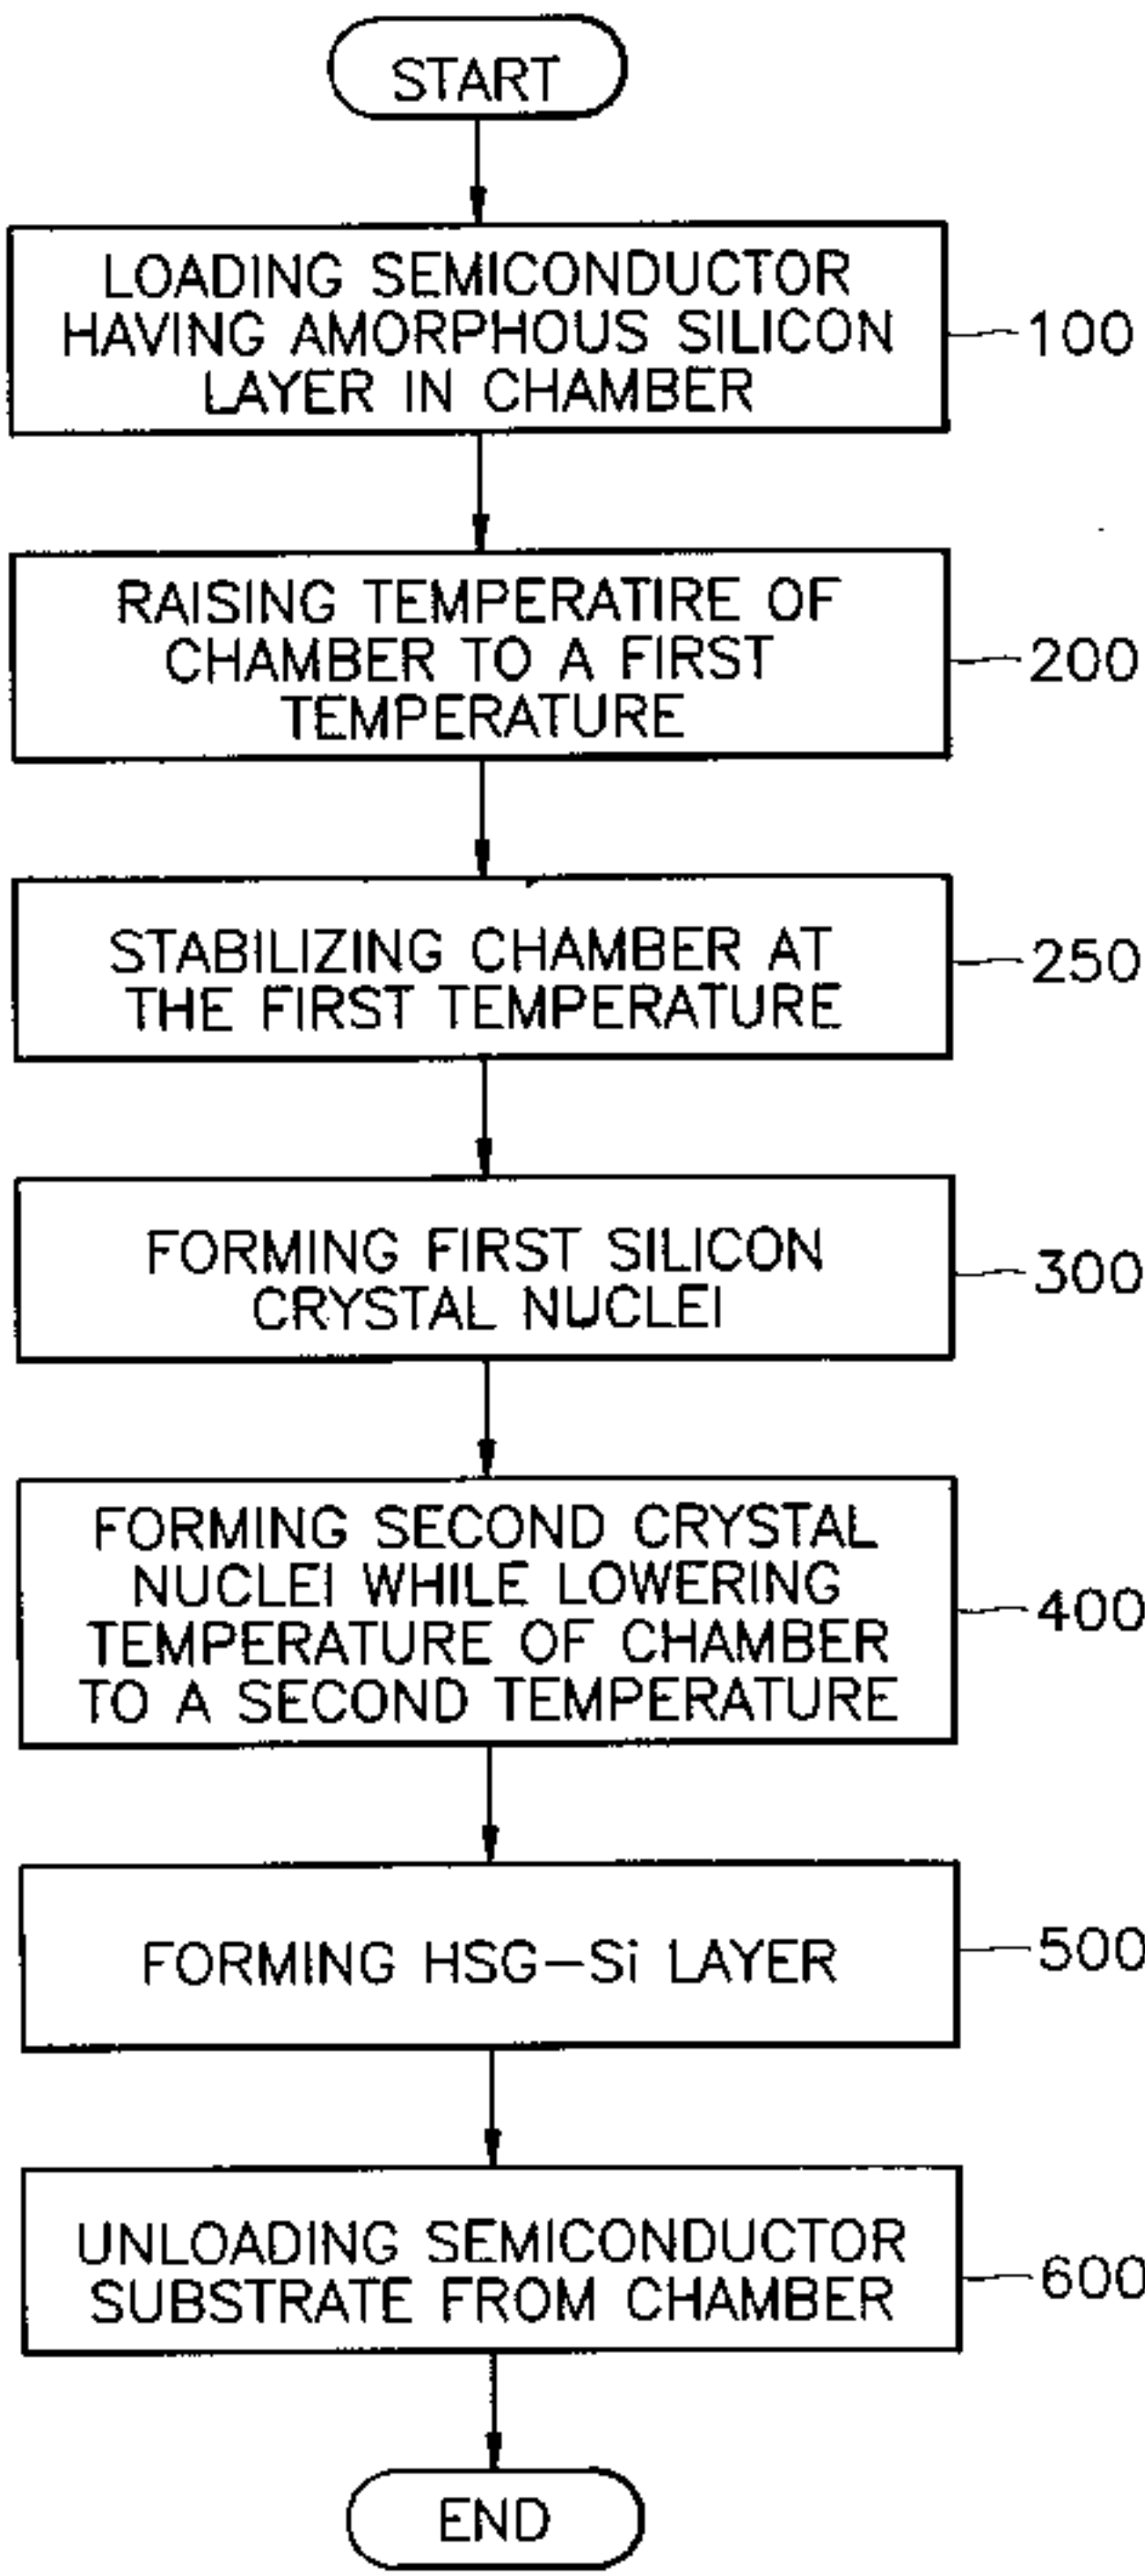 START
LOADING SEMICONDUCTOR
HAVING AMORPHOUS SILICON
LAYER IN CHAMBER
100
RAISING TEMPERATIRE OF
CHAMBER TO A FIRST
TEMPERATURE
200
STABILIZING CHAMBER AT
THE FIRST TEMPERATURE
250
FORMING FIRST SILICON
CRYSTAL NUCLEI
300
FORMING SECOND CRYSTAL
NUCLEI WHILE LOWERING
TEMPERATURE OF CHAMBER
TO A SECOND TEMPERATURE
400
FORMING HSG-Si LAYER
500
UNLOADING SEMICONDUCTOR
SUBSTRATE FROM CHAMBER
600
END